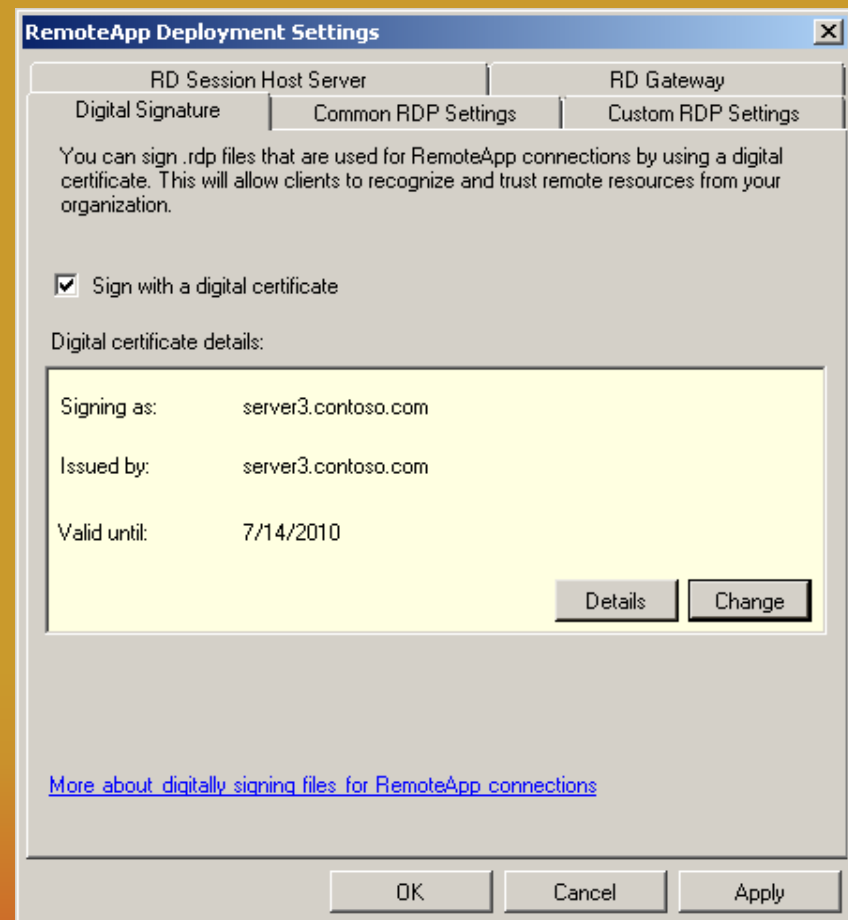 RemoteApp Deployment Settings
RD Session Host Server
RD Gateway
Digital Signature
Common RDP Settings
Custom RDP Settings
You can sign .rdp files that are used for RemoteApp connections by using a digital
certificate. This will allow clients to recognize and trust remote resources from your
organization.
Sign with a digital certificate
Digital certificate details:
Signing as: server3.contoso.com
Issued by: server3.contoso.com
Valid until: 7/14/2010
Details
Change
More about digitally signing files for RemoteApp connections
OK
Cancel
Apply